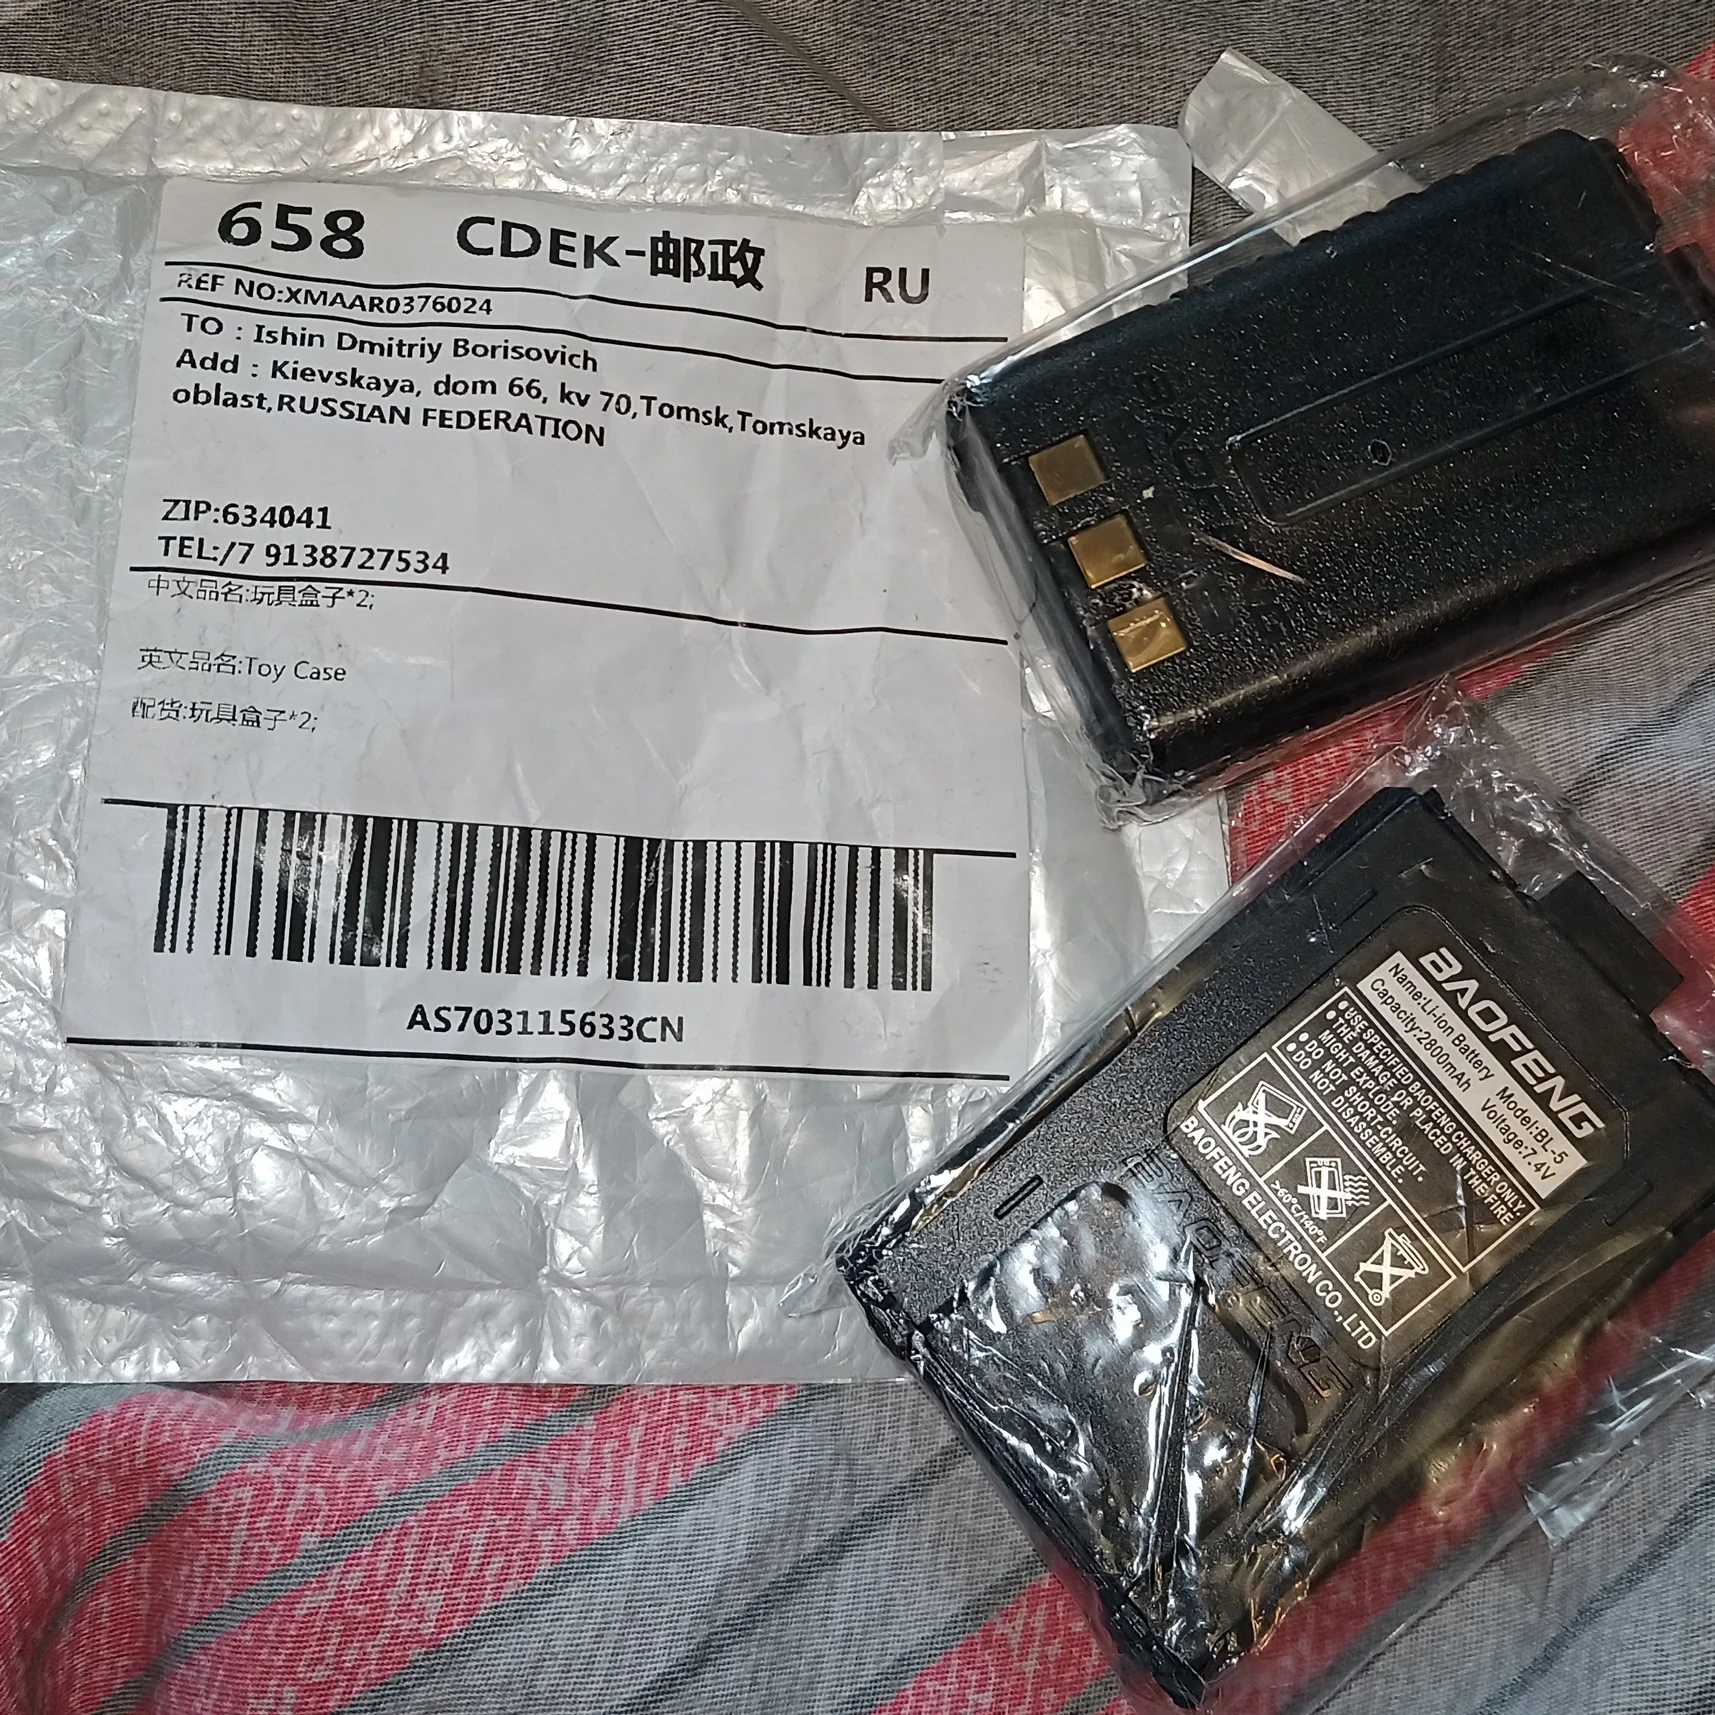 658 CDEK-邮政 RU
REF NO:XMAAR0376024
TO : Ishin Dmitriy Borisovich
Add : Kievskaya, dom 66, kv 70,Tomsk,Tomskaya
oblast,RUSSIAN FEDERATION
ZIP:634041
TEL:/7 9138727534
中文品名:玩具盒子*2;
英文品名:Toy Case
配货:玩具盒子*2;
AS703115633CN
BAOFENG
BAOFENG
Name:Li-ion Battery Model:BL-5
Capacity:2800mAh Voltage:7.4V
• USE SPECIFIED BAOFENG CHARGER ONLY.
• THE DAMAGE OR PLACED IN THE FIRE
MIGHT EXPLODE.
• DO NOT SHORT-CIRCUIT.
• DO NOT DISASSEMBLE.
>60°C/140°F
BAOFENG ELECTRON CO., LTD
BAOFENG